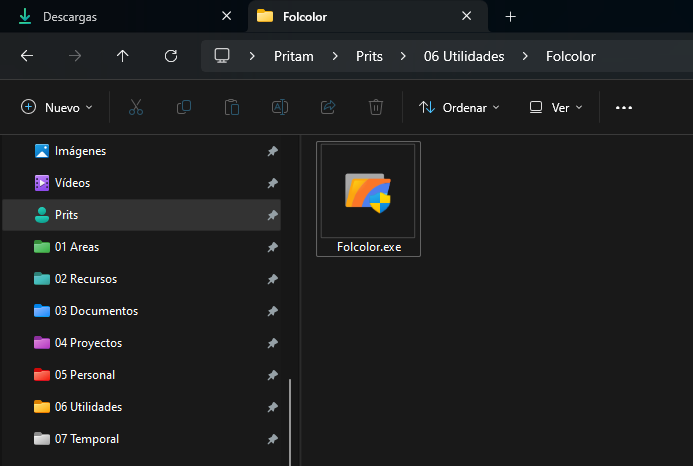 Descargas
Folcolor
Pritam > Prits > 06 Utilidades > Folcolor
Nuevo
Ordenar
Ver
Imágenes
Vídeos
Prits
01 Areas
02 Recursos
03 Documentos
04 Proyectos
05 Personal
06 Utilidades
07 Temporal
Folcolor.exe